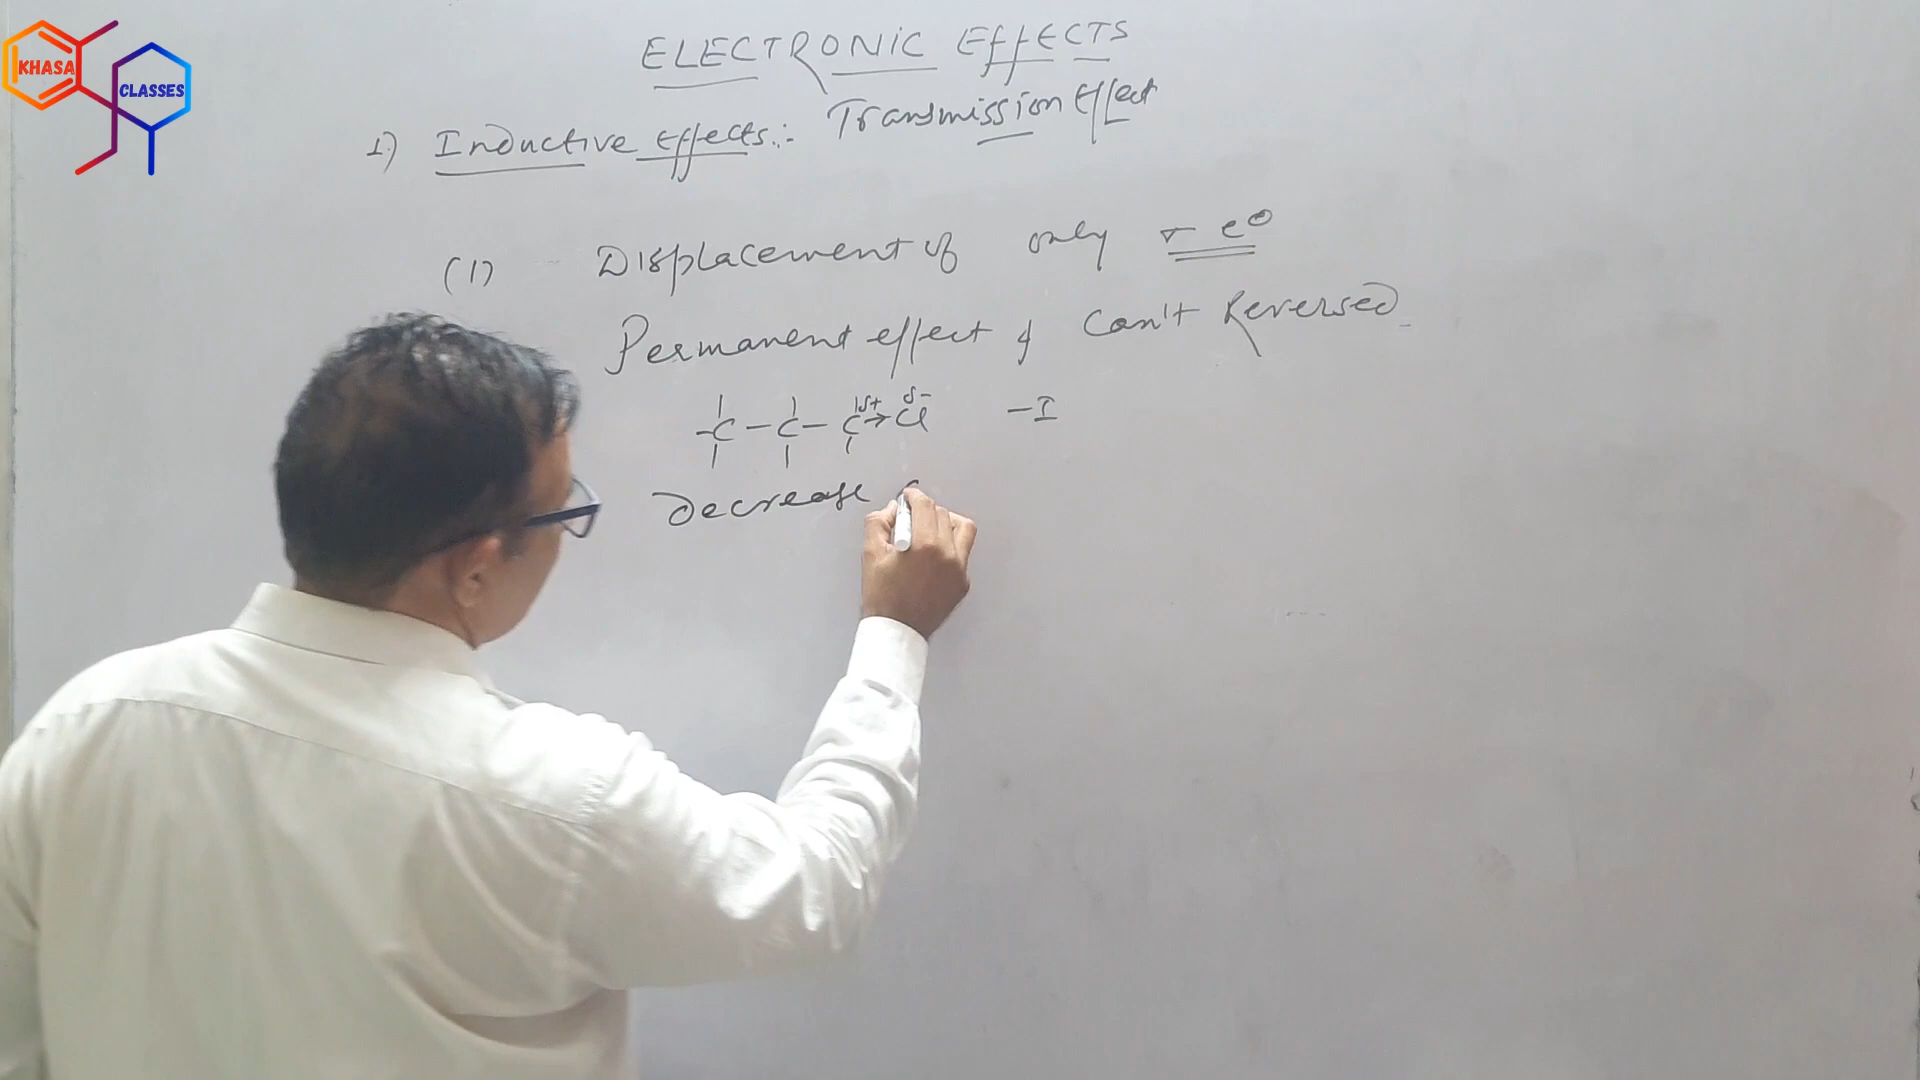 KHASA
CLASSES
ELECTRONIC EFFECTS
1) Inductive Effects:- Transmission Effect
(1) Displacement of only σ e⊖
Permanent effect & Can't Reversed
-C-C-C→Cl -I
δ+ δ-
decrease